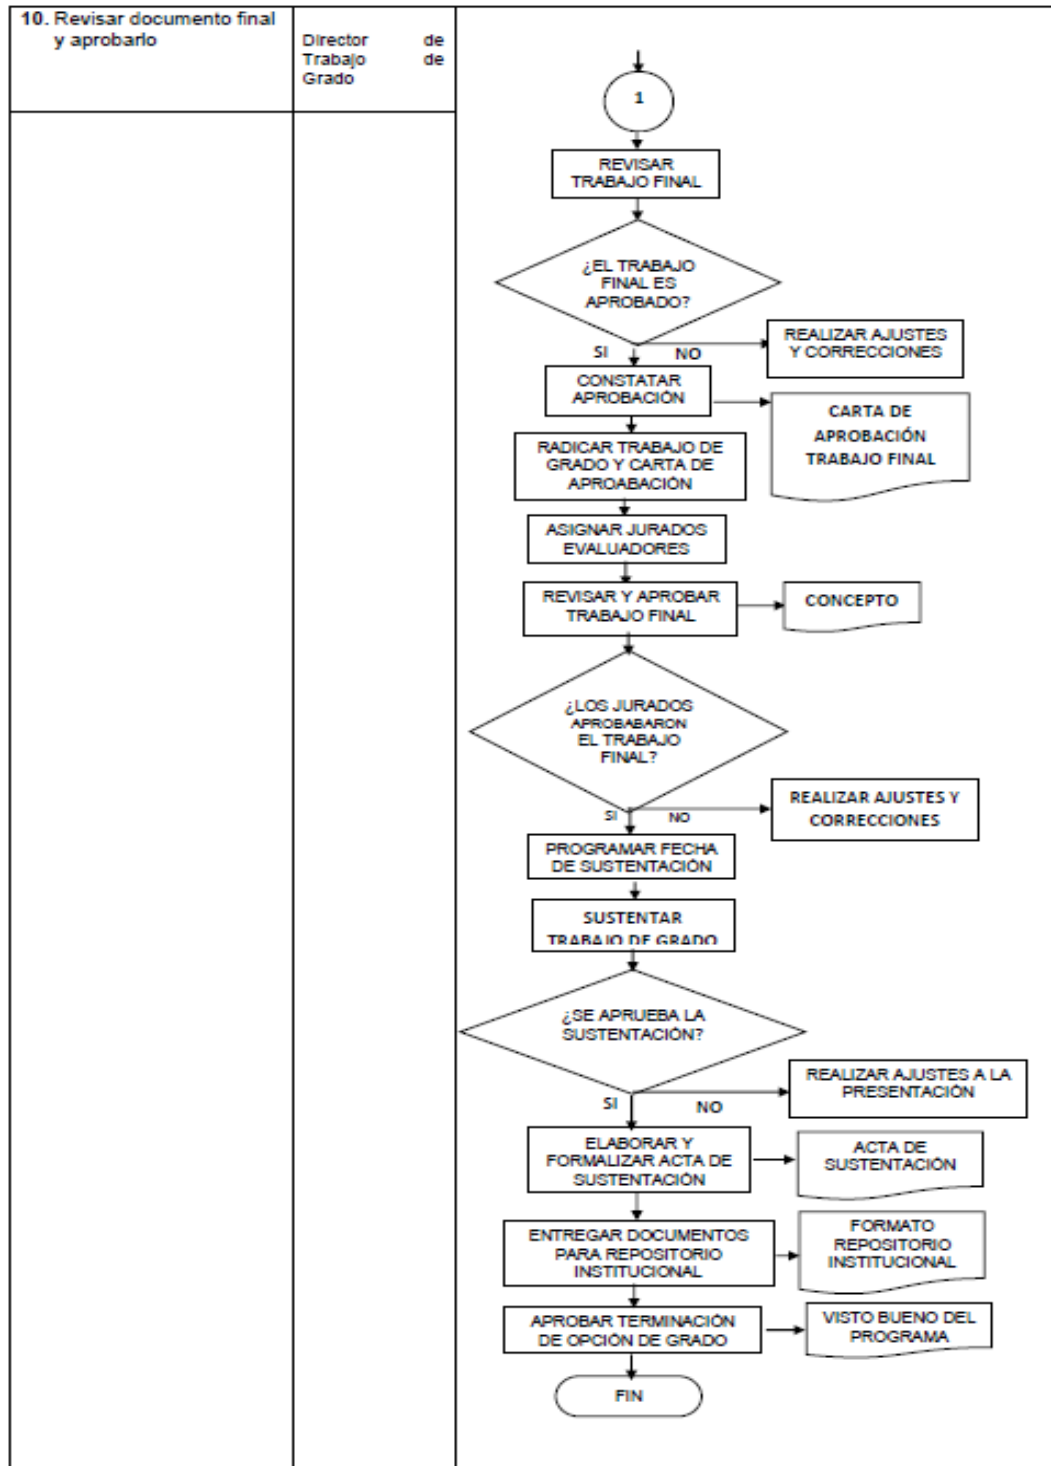 10. Revisar documento final
y aprobarlo
Director de
Trabajo de
Grado
1
REVISAR
TRABAJO FINAL
¿EL TRABAJO
FINAL ES
APROBADO?
SI
NO
REALIZAR AJUSTES
Y CORRECCIONES
CONSTATAR
APROBACIÓN
CARTA DE
APROBACIÓN
TRABAJO FINAL
RADICAR TRABAJO DE
GRADO Y CARTA DE
APROABACIÓN
ASIGNAR JURADOS
EVALUADORES
REVISAR Y APROBAR
TRABAJO FINAL
CONCEPTO
¿LOS JURADOS
APROBABARON
EL TRABAJO
FINAL?
SI
NO
REALIZAR AJUSTES Y
CORRECCIONES
PROGRAMAR FECHA
DE SUSTENTACIÓN
SUSTENTAR
TRABAJO DE GRADO
¿SE APRUEBA LA
SUSTENTACIÓN?
SI
NO
REALIZAR AJUSTES A LA
PRESENTACIÓN
ELABORAR Y
FORMALIZAR ACTA DE
SUSTENTACIÓN
ACTA DE
SUSTENTACIÓN
ENTREGAR DOCUMENTOS
PARA REPOSITORIO
INSTITUCIONAL
FORMATO
REPOSITORIO
INSTITUCIONAL
APROBAR TERMINACIÓN
DE OPCIÓN DE GRADO
VISTO BUENO DEL
PROGRAMA
FIN